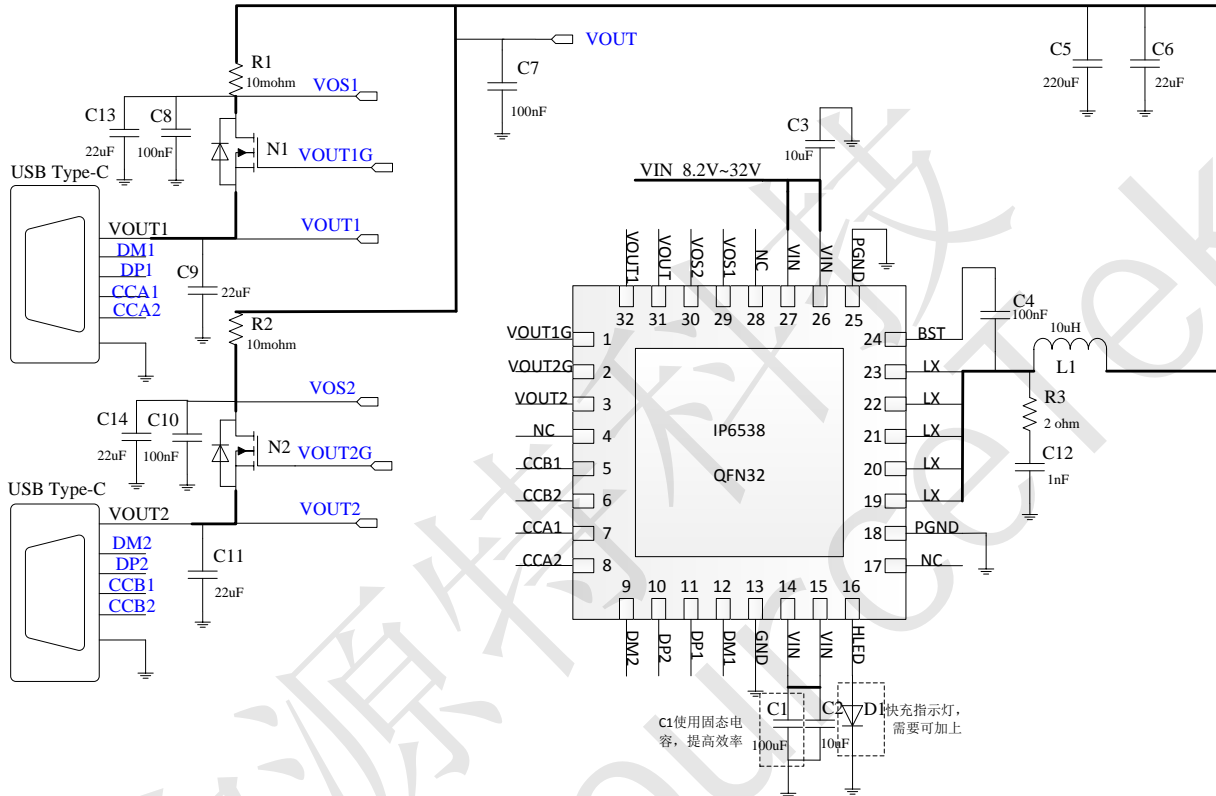 R1
10mohm
VOS1
C13
22uF
C8
100nF
N1
VOUT1G
USB Type-C
VOUT1
DM1
DP1
CCA1
CCA2
VOUT1
C9
22uF
R2
10mohm
VOS2
C14
22uF
C10
100nF
N2
VOUT2G
USB Type-C
VOUT2
DM2
DP2
CCB1
CCB2
VOUT2
C11
22uF
VOUT
C7
100nF
C5
220uF
C6
22uF
C3
10uF
VIN 8.2V~32V
VOUT1
VOUT
VOS2
VOS1
NC
VIN
VIN
PGND
32
31
30
29
28
27
26
25
VOUT1G
1
VOUT2G
2
VOUT2
3
NC
4
CCB1
5
CCB2
6
CCA1
7
CCA2
8
IP6538
QFN32
24
BST
23
LX
22
LX
21
LX
20
LX
19
LX
18
PGND
17
NC
9
10
11
12
13
14
15
16
DM2
DP2
DP1
DM1
GND
VIN
VIN
HLED
C4
100nF
10uH
L1
R3
2 ohm
C12
1nF
C1使用固态电
容，提高效率
C1
100uF
C2
10uF
D1
快充指示灯，
需要可加上
源特科技
ourceTek